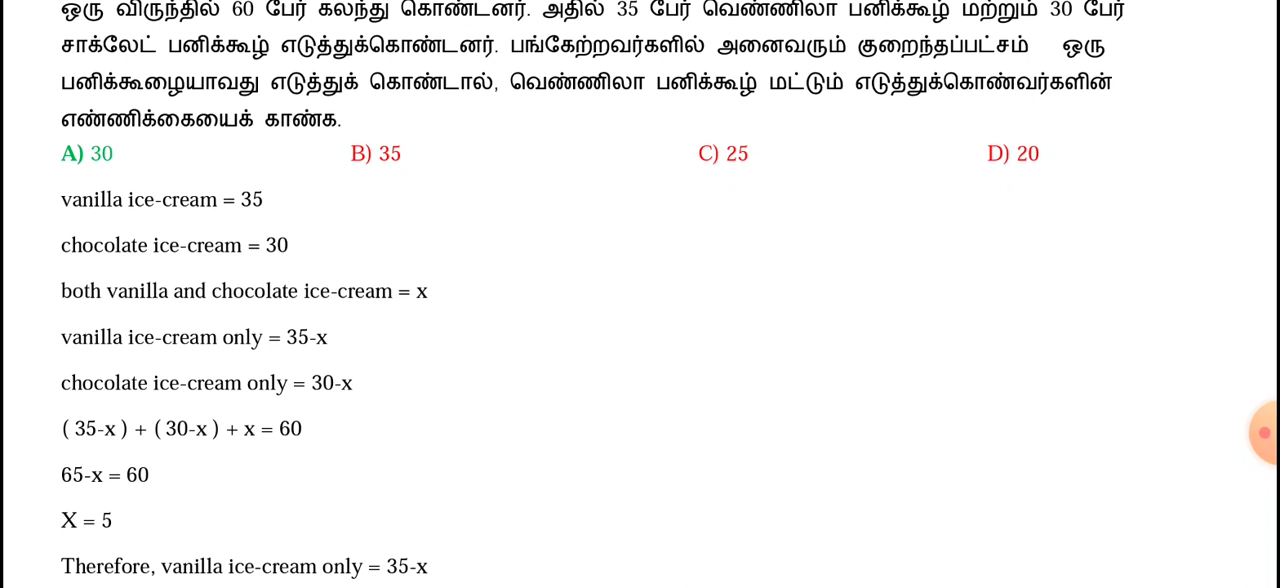 ஒரு விருந்தில் 60 பேர் கலந்து கொண்டனர். அதில் 35 பேர் வெண்ணிலா பனிக்கூழ் மற்றும் 30 பேர்
சாக்லேட் பனிக்கூழ் எடுத்துக்கொண்டனர். பங்கேற்றவர்களில் அனைவரும் குறைந்தப்பட்சம் ஒரு
பனிக்கூழையாவது எடுத்துக் கொண்டால், வெண்ணிலா பனிக்கூழ் மட்டும் எடுத்துக்கொண்வர்களின்
எண்ணிக்கையைக் காண்க.
A) 30 B) 35 C) 25 D) 20
vanilla ice-cream = 35
chocolate ice-cream = 30
both vanilla and chocolate ice-cream = x
vanilla ice-cream only = 35-x
chocolate ice-cream only = 30-x
( 35-x ) + ( 30-x ) + x = 60
65-x = 60
X = 5
Therefore, vanilla ice-cream only = 35-x